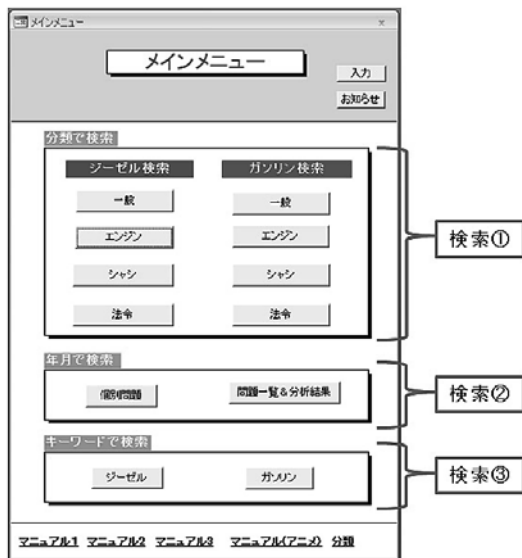 メインメニュー
メインメニュー
入力
お知らせ
分類で検索
ジーゼル検索 ガソリン検索
一般 一般
エンジン エンジン
シャシ シャシ
法令 法令
検索①
年月で検索
個別問題 問題一覧&分析結果
検索②
キーワードで検索
ジーゼル ガソリン
検索③
マニュアル1 マニュアル2 マニュアル3 マニュアル(アニメ) 分類